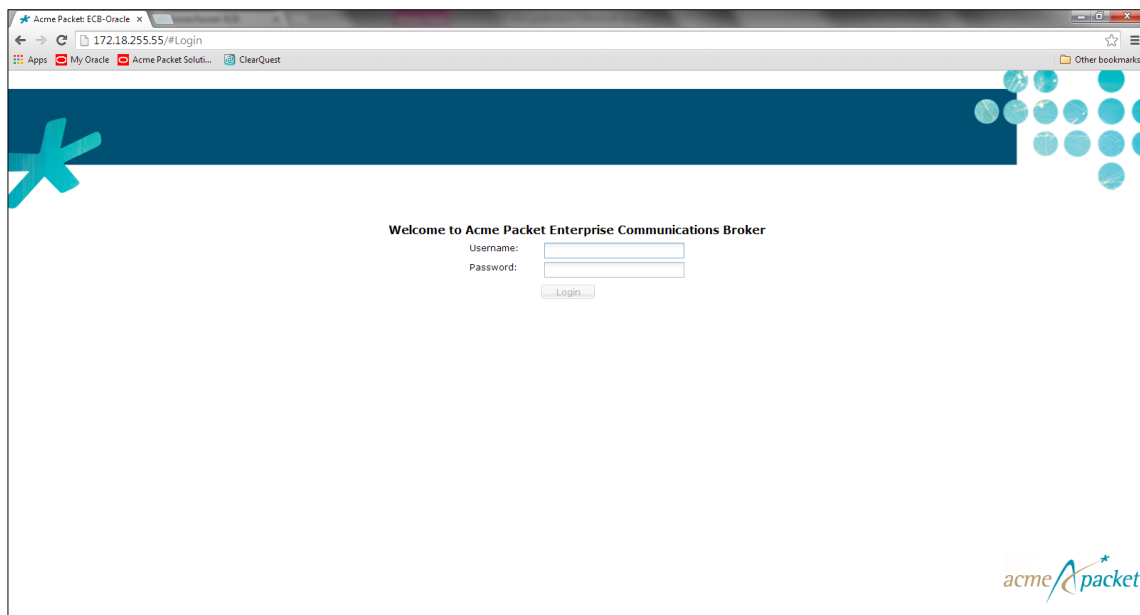 Acme Packet: ECB-Oracle
172.18.255.55/#Login
Apps My Oracle Acme Packet Soluti... ClearQuest Other bookmarks
Welcome to Acme Packet Enterprise Communications Broker
Username:
Password:
Login
acme packet